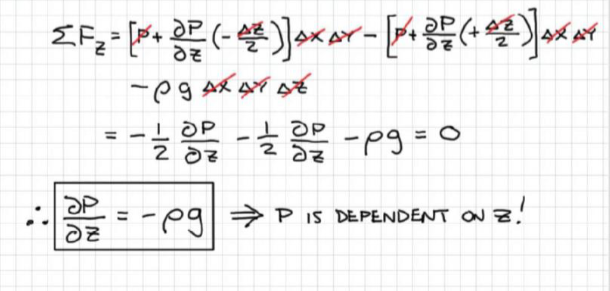 ΣF_z = [P + ∂P/∂z (-Δz/2)] Δx Δy - [P + ∂P/∂z (+Δz/2)] Δx Δy
- ρg Δx Δy Δz
= - 1/2 ∂P/∂z - 1/2 ∂P/∂z - ρg = 0
∴ ∂P/∂z = -ρg ⇒ P IS DEPENDENT ON Z!